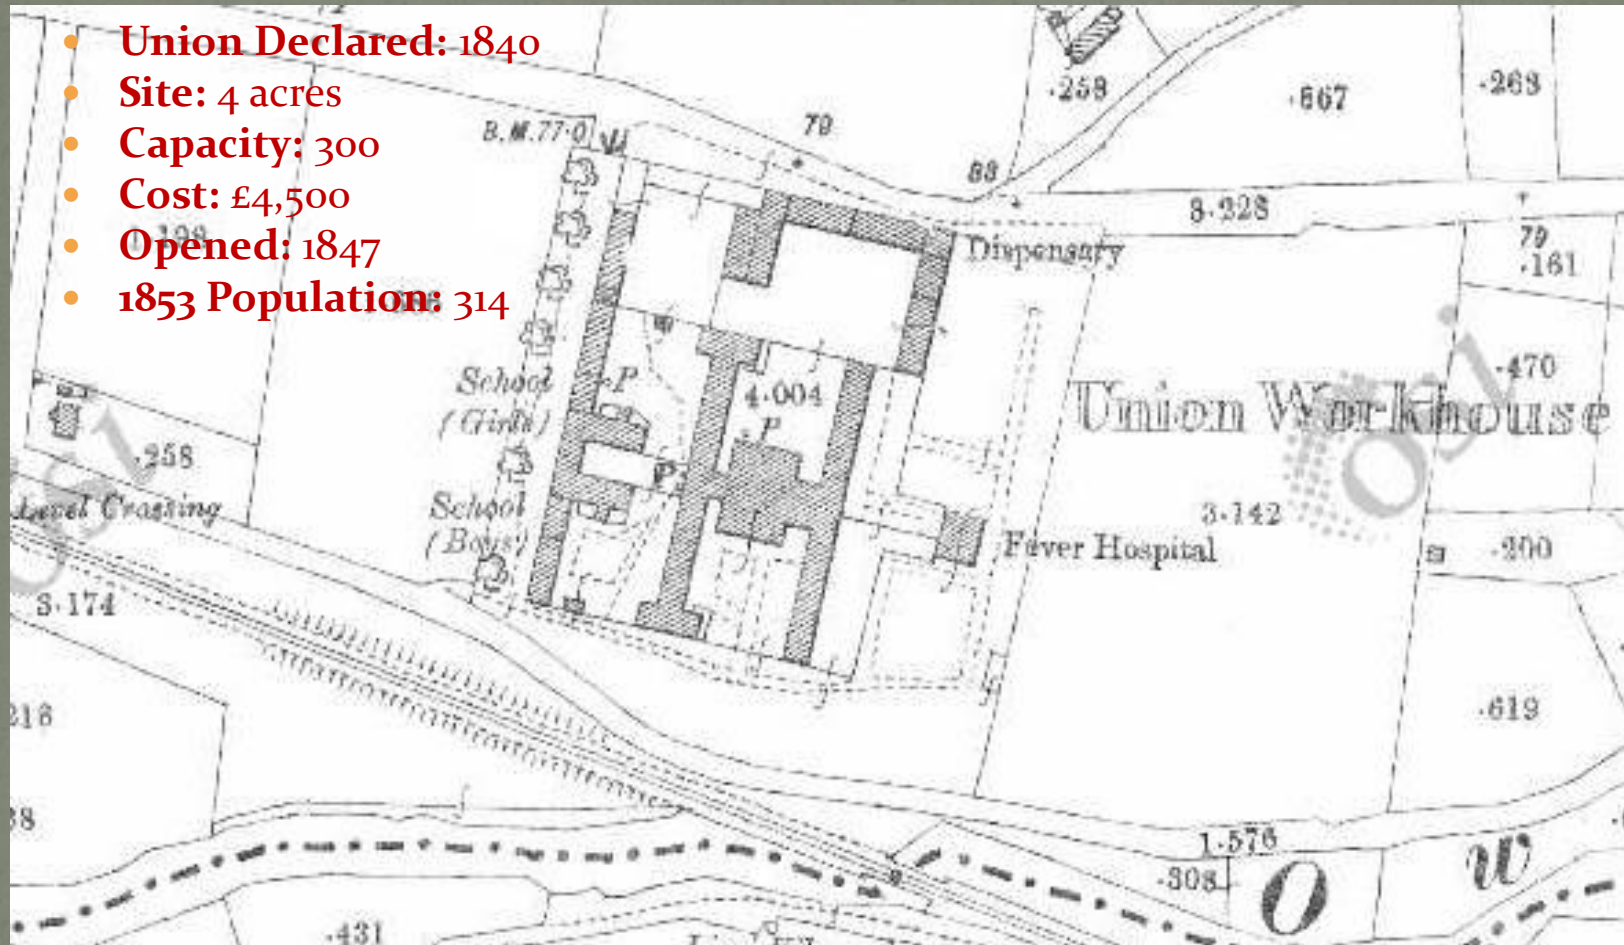 Union Declared: 1840
Site: 4 acres
Capacity: 300
Cost: £4,500
Opened: 1847
1853 Population: 314
B.M.77·0
79
88
·258
·667
·263
8·228
Dispensary
79
·161
School
(Girls)
P
4·004
P
Union Workhouse
·470
OSi
·258
Level Crossing
School
(Boys)
P
3·142
Fever Hospital
·200
3·174
·619
1·576
·308
O
w
·431